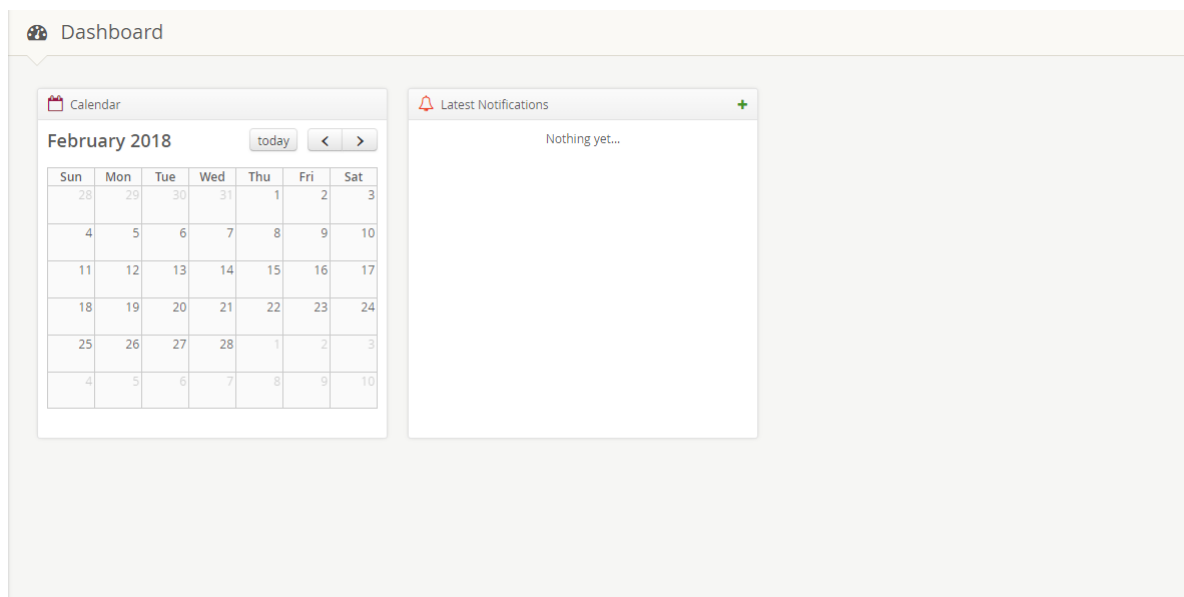 Dashboard
Calendar
February 2018 today
Sun Mon Tue Wed Thu Fri Sat
28 29 30 31 1 2 3
4 5 6 7 8 9 10
11 12 13 14 15 16 17
18 19 20 21 22 23 24
25 26 27 28 1 2 3
4 5 6 7 8 9 10
Latest Notifications
Nothing yet...